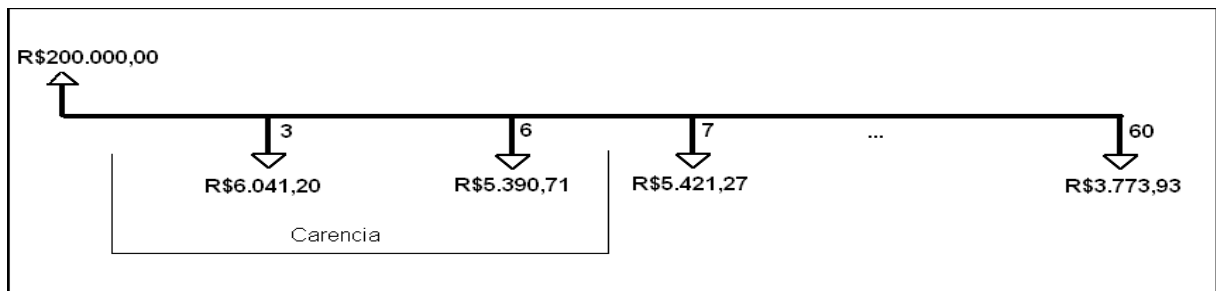 R$200.000,00
3
6
7
...
60
R$6.041,20
R$5.390,71
R$5.421,27
R$3.773,93
Carencia